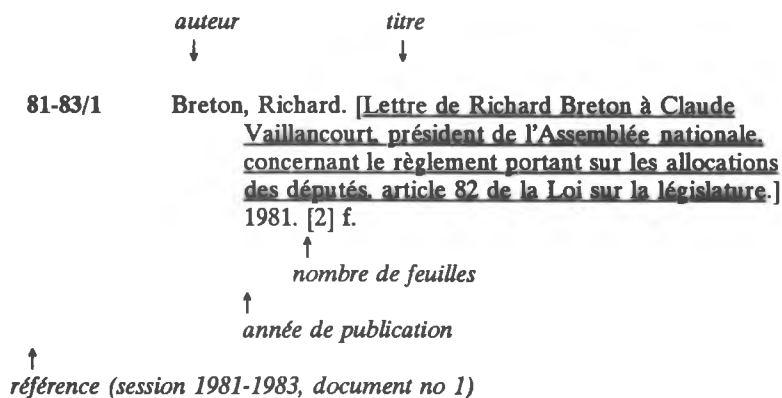 auteur titre
↓ ↓
81-83/1 Breton, Richard. [Lettre de Richard Breton à Claude
Vaillancourt, président de l'Assemblée nationale,
concernant le règlement portant sur les allocations
des députés, article 82 de la Loi sur la législature.]
1981. [2] f.
↑
nombre de feuilles
↑
année de publication
↑
référence (session 1981-1983, document no 1)